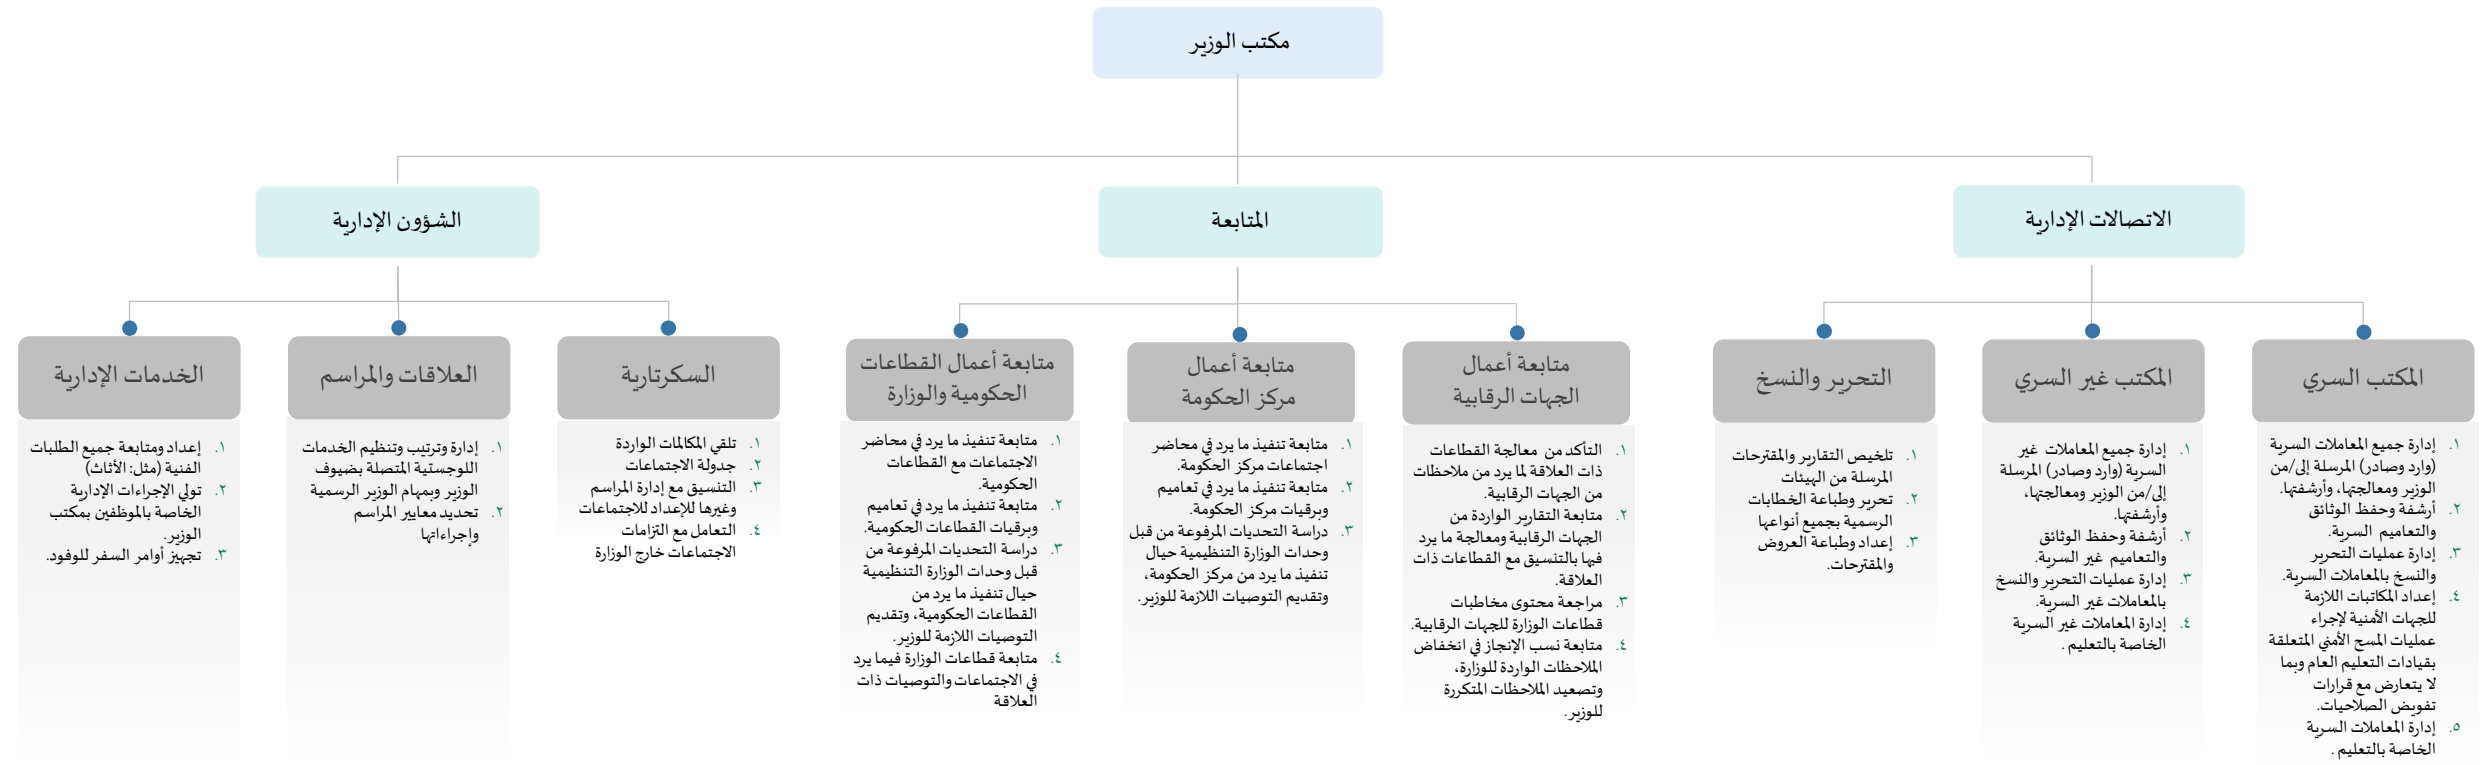 مكتب الوزير
الاتصالات الإدارية
المتابعة
الشؤون الإدارية
المكتب السري
١. إدارة جميع المعاملات السرية
(وارد وصادر) المرسلة إلى/من
الوزير ومعالجتها، وأرشفتها.
٢. أرشفة وحفظ الوثائق
والتعاميم السرية.
٣. إدارة عمليات التحرير
والنسخ بالمعاملات السرية.
٤. إعداد المكاتبات اللازمة
للجهات الأمنية لإجراء
عمليات المسح الأمني المتعلقة
بقيادات التعليم العام وبما
لا يتعارض مع قرارات
تفويض الصلاحيات.
٥. إدارة المعاملات السرية
الخاصة بالتعليم .
المكتب غير السري
١. إدارة جميع المعاملات غير
السرية (وارد وصادر) المرسلة
إلى/من الوزير ومعالجتها،
وأرشفتها.
٢. أرشفة وحفظ الوثائق
والتعاميم غير السرية.
٣. إدارة عمليات التحرير والنسخ
بالمعاملات غير السرية.
٤. إدارة المعاملات غير السرية
الخاصة بالتعليم .
التحرير والنسخ
١. تلخيص التقارير والمقترحات
المرسلة من الهيئات
٢. تحرير وطباعة الخطابات
الرسمية بجميع أنواعها
٣. إعداد وطباعة العروض
والمقترحات.
متابعة أعمال
الجهات الرقابية
١. التأكد من معالجة القطاعات
ذات العلاقة لما يرد من ملاحظات
من الجهات الرقابية.
٢. متابعة التقارير الواردة من
الجهات الرقابية ومعالجة ما يرد
فيها بالتنسيق مع القطاعات ذات
العلاقة.
٣. مراجعة محتوى مخاطبات
قطاعات الوزارة للجهات الرقابية.
٤. متابعة نسب الإنجاز في انخفاض
الملاحظات الواردة للوزارة،
وتصعيد الملاحظات المتكررة
للوزير.
متابعة أعمال
مركز الحكومة
١. متابعة تنفيذ ما يرد في محاضر
اجتماعات مركز الحكومة.
٢. متابعة تنفيذ ما يرد في تعاميم
وبرقيات مركز الحكومة.
٣. دراسة التحديات المرفوعة من قبل
وحدات الوزارة التنظيمية حيال
تنفيذ ما يرد من مركز الحكومة،
وتقديم التوصيات اللازمة للوزير.
متابعة أعمال القطاعات
الحكومية والوزارة
١. متابعة تنفيذ ما يرد في محاضر
الاجتماعات مع القطاعات
الحكومية.
٢. متابعة تنفيذ ما يرد في تعاميم
وبرقيات القطاعات الحكومية.
٣. دراسة التحديات المرفوعة من
قبل وحدات الوزارة التنظيمية
حيال تنفيذ ما يرد من
القطاعات الحكومية، وتقديم
التوصيات اللازمة للوزير.
٤. متابعة قطاعات الوزارة فيما يرد
في الاجتماعات والتوصيات ذات
العلاقة
السكرتارية
١. تلقي المكالمات الواردة
٢. جدولة الاجتماعات
٣. التنسيق مع إدارة المراسم
وغيرها للإعداد للاجتماعات
٤. التعامل مع التزامات
الاجتماعات خارج الوزارة
العلاقات والمراسم
١. إدارة وترتيب وتنظيم الخدمات
اللوجستية المتصلة بضيوف
الوزير وبمهام الوزير الرسمية
٢. تحديد معايير المراسم
وإجراءاتها
الخدمات الإدارية
١. إعداد ومتابعة جميع الطلبات
الفنية (مثل: الأثاث)
٢. تولي الإجراءات الإدارية
الخاصة بالموظفين بمكتب
الوزير.
٣. تجهيز أوامر السفر للوفود.